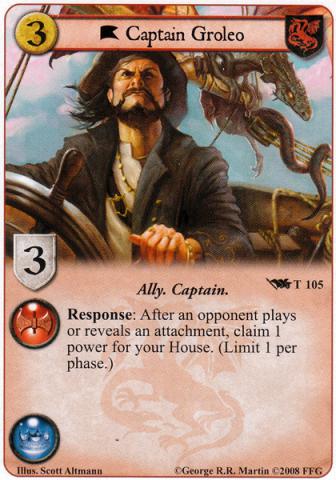 3
Captain Groleo
3
Ally. Captain.
T 105
Response: After an opponent plays
or reveals an attachment, claim 1
power for your House. (Limit 1 per
phase.)
Illus. Scott Altmann
©George R.R. Martin ©2008 FFG